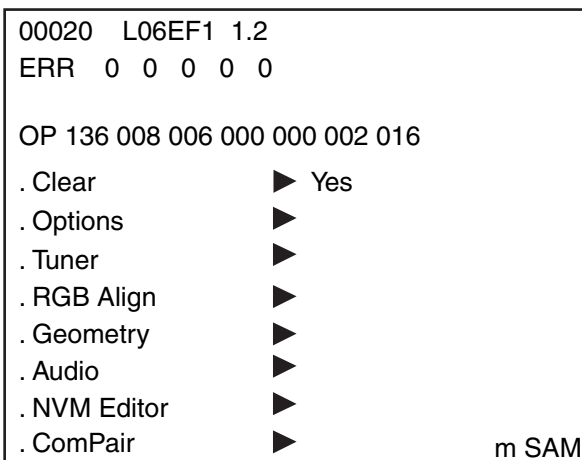 00020 L06EF1 1.2
ERR 0 0 0 0 0
OP 136 008 006 000 000 002 016
. Clear ▶ Yes
. Options ▶
. Tuner ▶
. RGB Align ▶
. Geometry ▶
. Audio ▶
. NVM Editor ▶
. ComPair ▶ m SAM